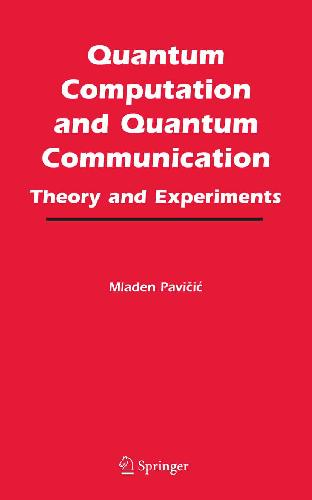 Quantum
Computation
and Quantum
Communication
Theory and Experiments
Mladen Pavičić
Springer